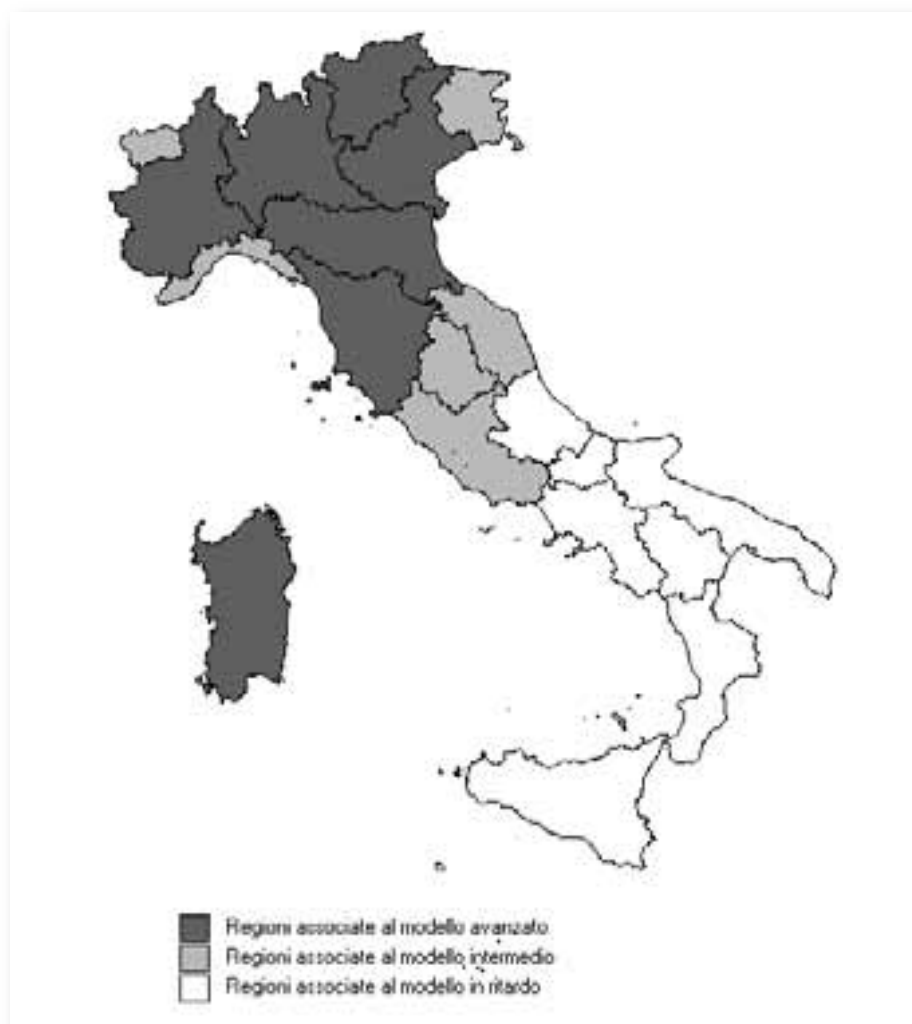 Regioni associate al modello avanzato
Regioni associate al modello intermedio
Regioni associate al modello in ritardo